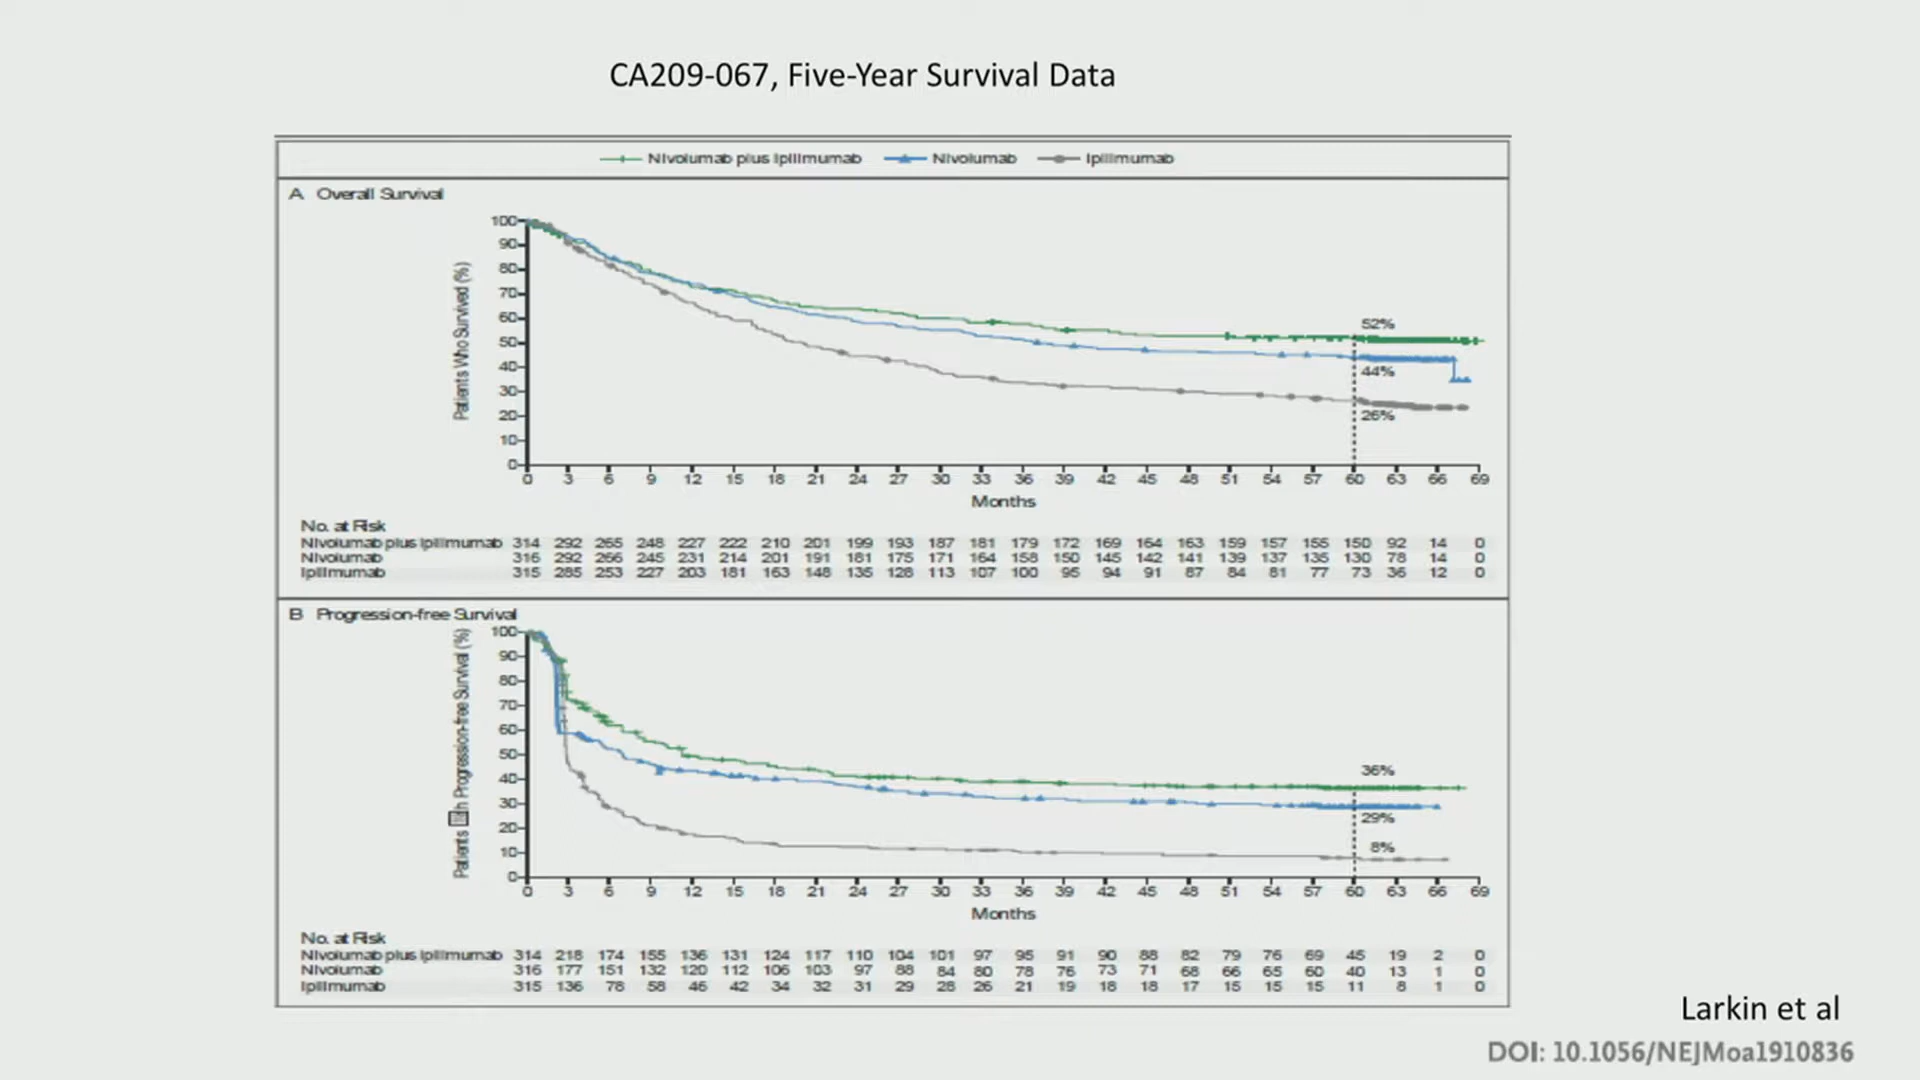 CA209-067, Five-Year Survival Data
Nivolumab plus Ipilimumab Nivolumab Ipilimumab
A Overall Survival
Patients Who Survived (%)
100
90
80
70
60
50
40
30
20
10
0
52%
44%
26%
0 3 6 9 12 15 18 21 24 27 30 33 36 39 42 45 48 51 54 57 60 63 66 69
Months
No. at Risk
Nivolumab plus Ipilimumab 314 292 265 248 227 222 210 201 199 193 187 181 179 172 169 164 163 159 157 155 150 92 14 0
Nivolumab 316 292 266 245 231 214 201 191 181 175 171 164 158 150 145 142 141 139 137 135 130 78 14 0
Ipilimumab 315 285 253 227 203 181 163 148 135 128 113 107 100 95 94 91 87 84 81 77 73 36 12 0
B Progression-free Survival
Patients h Progression-free Survival (%)
100
90
80
70
60
50
40
30
20
10
0
36%
29%
8%
0 3 6 9 12 15 18 21 24 27 30 33 36 39 42 45 48 51 54 57 60 63 66 69
Months
No. at Risk
Nivolumab plus Ipilimumab 314 218 174 155 136 131 124 117 110 104 101 97 95 91 90 88 82 79 76 69 45 19 2 0
Nivolumab 316 177 151 132 120 112 106 103 97 88 84 80 78 76 73 71 68 66 65 60 40 13 1 0
Ipilimumab 315 136 78 58 46 42 34 32 31 29 28 26 21 19 18 18 17 15 15 15 11 8 1 0
Larkin et al
DOI: 10.1056/NEJMoa1910836